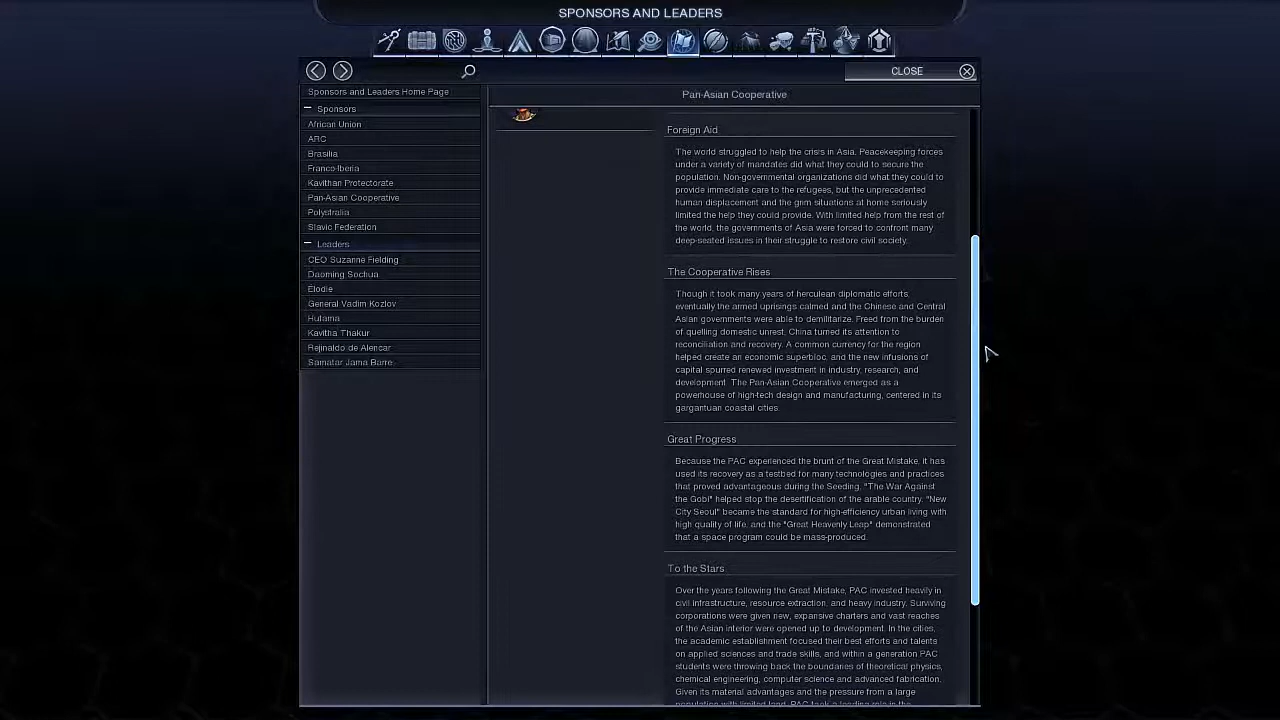 SPONSORS AND LEADERS
CLOSE
Sponsors and Leaders Home Page
Sponsors
African Union
ARC
Brasilia
Franco-Iberia
Kavithan Protectorate
Pan-Asian Cooperative
Polystralia
Slavic Federation
Leaders
CEO Suzanne Fielding
Daoming Sochua
Élodie
General Vadim Kozlov
Hutama
Kavitha Thakur
Rejinaldo de Alencar
Samatar Jama Barre
Pan-Asian Cooperative
Foreign Aid
The world struggled to help the crisis in Asia. Peacekeeping forces
under a variety of mandates did what they could to secure the
population. Non-governmental organizations did what they could to
provide immediate care to the refugees, but the unprecedented
human displacement and the grim situations at home seriously
limited the help they could provide. With limited help from the rest of
the world, the governments of Asia were forced to confront many
deep-seated issues in their struggle to restore civil society.
The Cooperative Rises
Though it took many years of herculean diplomatic efforts,
eventually the armed uprisings calmed and the Chinese and Central
Asian governments were able to demilitarize. Freed from the burden
of quelling domestic unrest, China turned its attention to
reconciliation and recovery. A common currency for the region
helped create an economic superbloc, and the new infusions of
capital spurred renewed investment in industry, research, and
development. The Pan-Asian Cooperative emerged as a
powerhouse of high-tech design and manufacturing, centered in its
gargantuan coastal cities.
Great Progress
Because the PAC experienced the brunt of the Great Mistake, it has
used its recovery as a testbed for many technologies and practices
that proved advantageous during the Seeding. "The War Against
the Gobi" helped stop the desertification of the arable country. "New
City Seoul" became the standard for high-efficiency urban living with
high quality of life, and the "Great Heavenly Leap" demonstrated
that a space program could be mass-produced.
To the Stars
Over the years following the Great Mistake, PAC invested heavily in
civil infrastructure, resource extraction, and heavy industry. Surviving
corporations were given new, expansive charters and vast reaches
of the Asian interior were opened up to development. In the cities,
the academic establishment focused their best efforts and talents
on applied sciences and trade skills, and within a generation PAC
students were throwing back the boundaries of theoretical physics,
chemical engineering, computer science and advanced fabrication.
Given its material advantages and the pressure from a large
population with limited land, PAC took a leading role in the